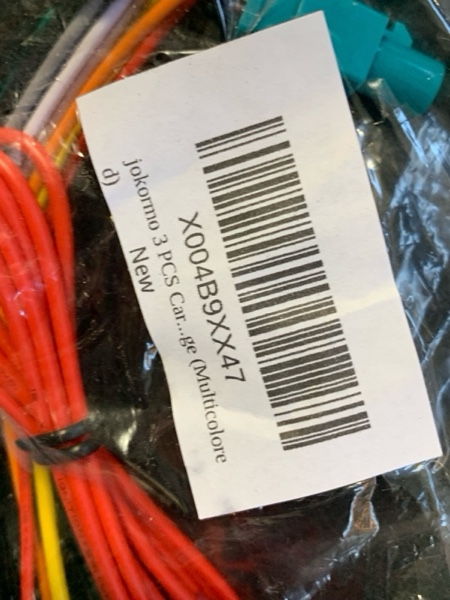 X004B9XX47
jokormo 3 PCS Car...ge (Multicolore
d)
New